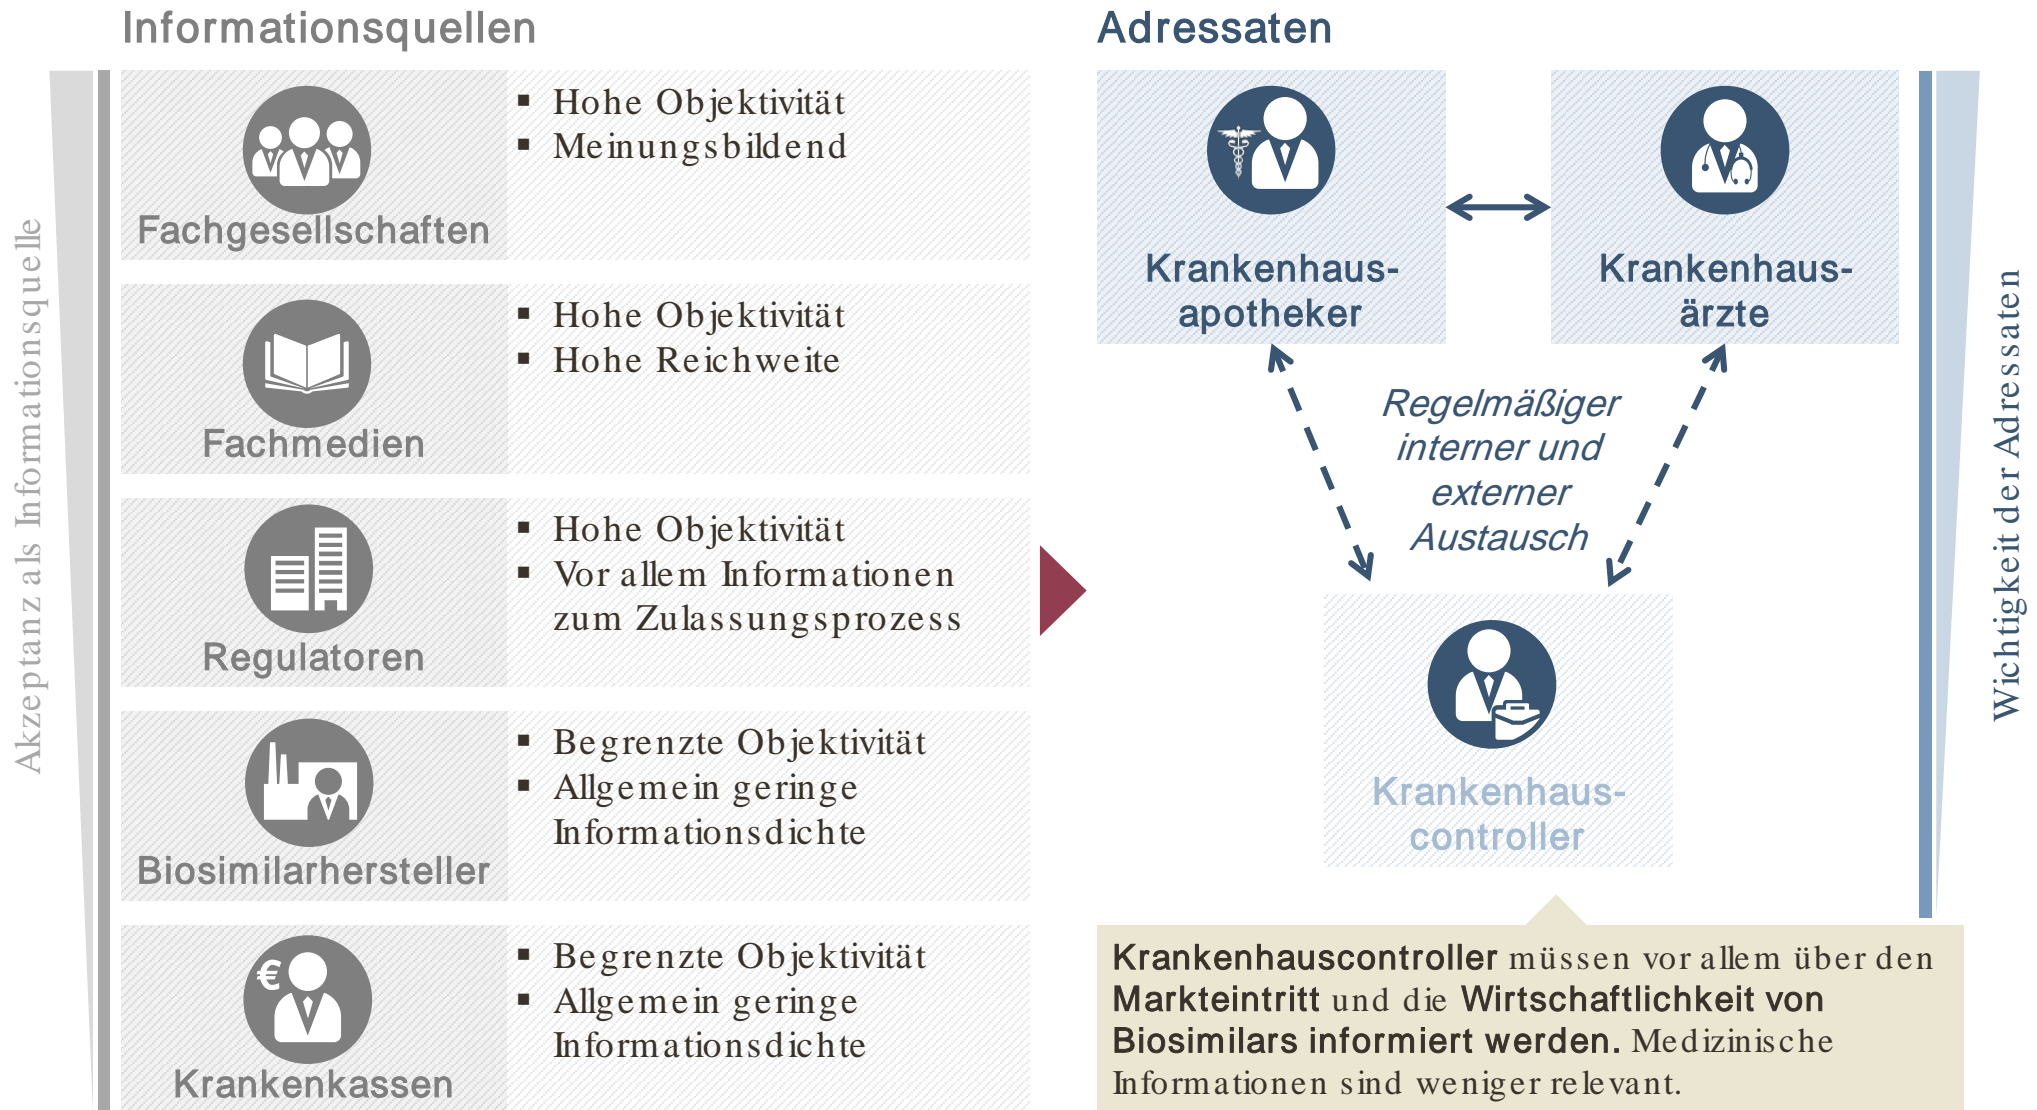 Informationsquellen
Akzeptanz als Informationsquelle
Fachgesellschaften
▪ Hohe Objektivität
▪ Meinungsbildend
Fachmedien
▪ Hohe Objektivität
▪ Hohe Reichweite
Regulatoren
▪ Hohe Objektivität
▪ Vor allem Informationen
zum Zulassungsprozess
Biosimilarhersteller
▪ Begrenzte Objektivität
▪ Allgemein geringe
Informationsdichte
€
Krankenkassen
▪ Begrenzte Objektivität
▪ Allgemein geringe
Informationsdichte
Adressaten
Krankenhaus-
apotheker
Krankenhaus-
ärzte
Regelmäßiger
interner und
externer
Austausch
Krankenhaus-
controller
Wichtigkeit der Adressaten
Krankenhauscontroller müssen vor allem über den
Markteintritt und die Wirtschaftlichkeit von
Biosimilars informiert werden. Medizinische
Informationen sind weniger relevant.